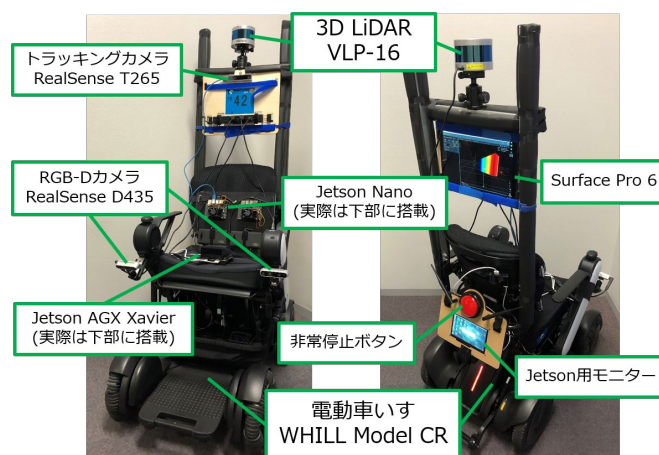 3D LiDAR
VLP-16
トラッキングカメラ
RealSense T265
42
RGB-Dカメラ
RealSense D435
Jetson Nano
(実際は下部に搭載)
Surface Pro 6
Jetson AGX Xavier
(実際は下部に搭載)
非常停止ボタン
Jetson用モニター
電動車いす
WHILL Model CR